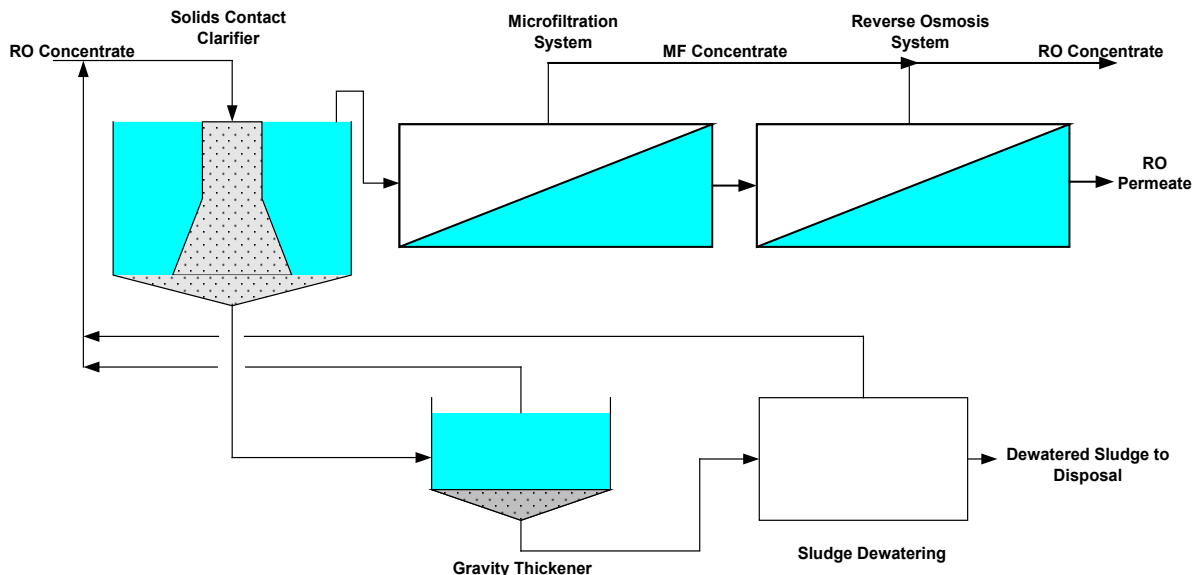 Solids Contact
Clarifier
Microfiltration
System
Reverse Osmosis
System
RO Concentrate
MF Concentrate
RO Concentrate
RO
Permeate
Dewatered Sludge to
Disposal
Sludge Dewatering
Gravity Thickener